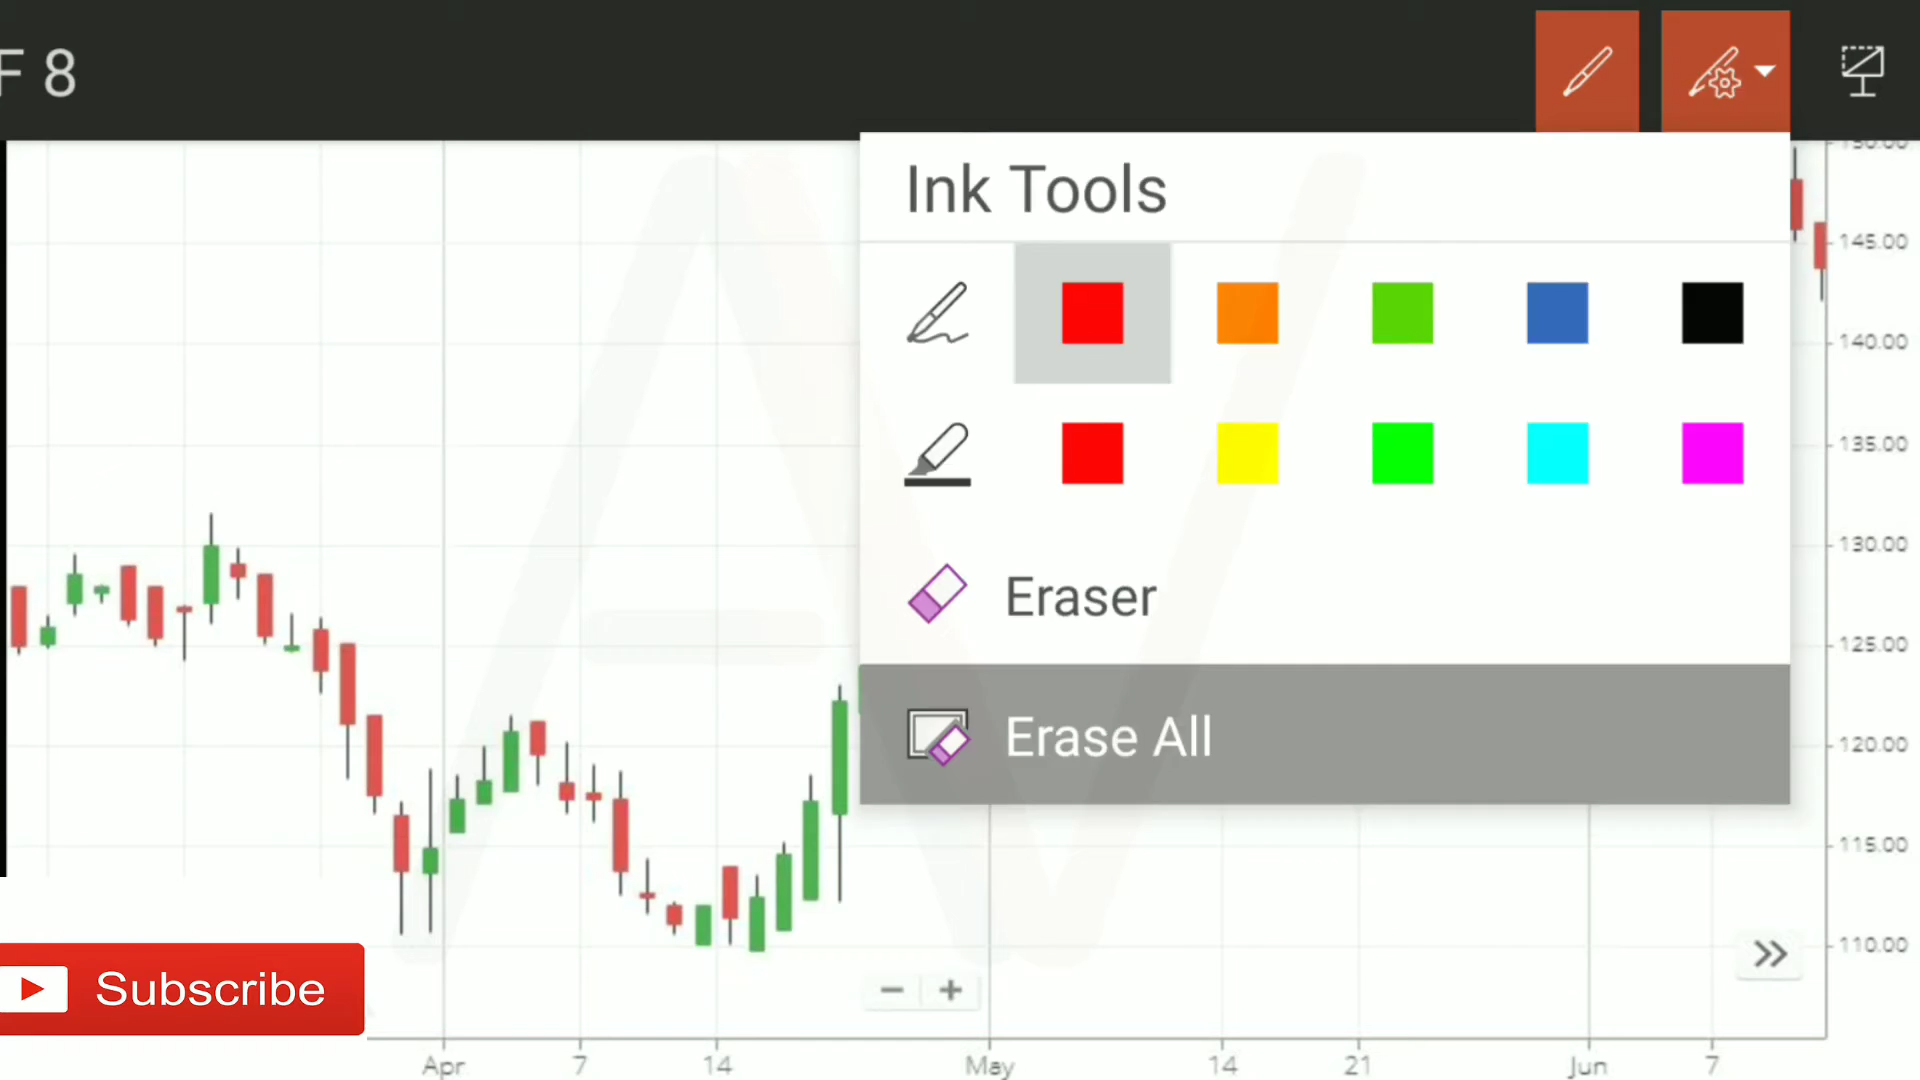 F 8
Ink Tools
Eraser
Erase All
145.00
140.00
135.00
130.00
125.00
120.00
115.00
110.00
Subscribe
Apr 7 14 May 14 21 Jun 7